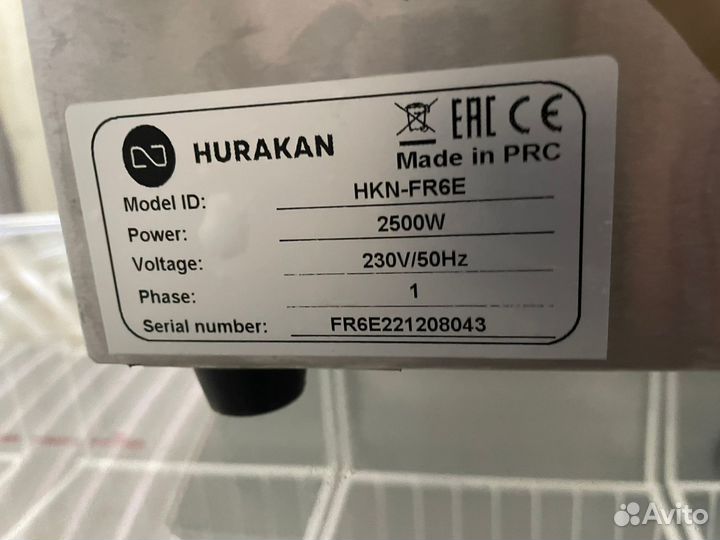 HURAKAN
EAC CE
Made in PRC
Model ID: HKN-FR6E
Power: 2500W
Voltage: 230V/50Hz
Phase: 1
Serial number: FR6E221208043
Avito